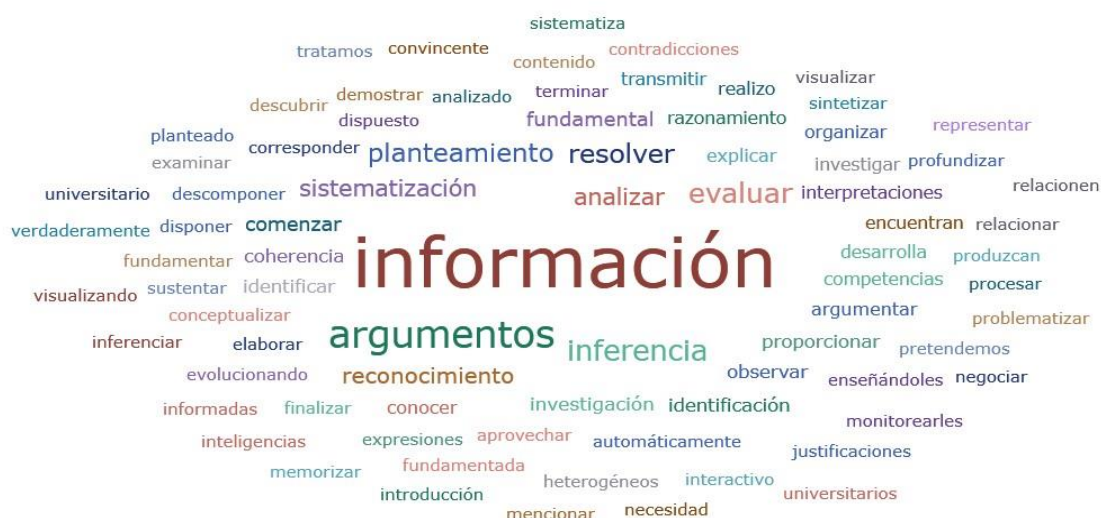 sistematiza
tratamos convincente contradicciones
contenido
transmitir visualizar
descubrir demostrar analizado terminar realizo sintetizar
dispuesto fundamental razonamiento
planteado organizar representar
examinar corresponder planteamiento resolver explicar investigar profundizar
universitario descomponer sistematización analizar evaluar interpretaciones relacionen
verdaderamente disponer comenzar encuentran relacionar
fundamentar coherencia información desarrolla produzcan
visualizando sustentar identificar competencias procesar
conceptualizar argumentar problematizar
inferenciar elaborar argumentos inferencia proporcionar pretendemos
evolucionando reconocimiento observar enseñándoles negociar
informadas finalizar conocer investigación identificación monitorearles
inteligencias expresiones aprovechar automáticamente justificaciones
memorizar fundamentada heterogéneos interactivo
introducción universitarios
mencionar necesidad